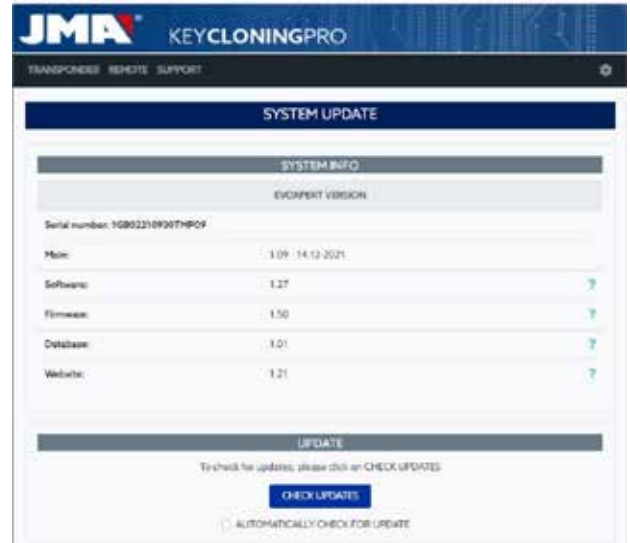 JMA KEYCLONINGPRO
TRANSPONDER REMOTE SUPPORT
SYSTEM UPDATE
SYSTEM INFO
EVOXPERT VERSION
Serial number:
Main: 1.09 - 14-12-2021
Software: 1.27 ?
Firmware: 1.50 ?
Database: 1.01 ?
Website: 1.21 ?
UPDATE
To check for updates, please click on CHECK UPDATES
CHECK UPDATES
AUTOMATICALLY CHECK FOR UPDATE